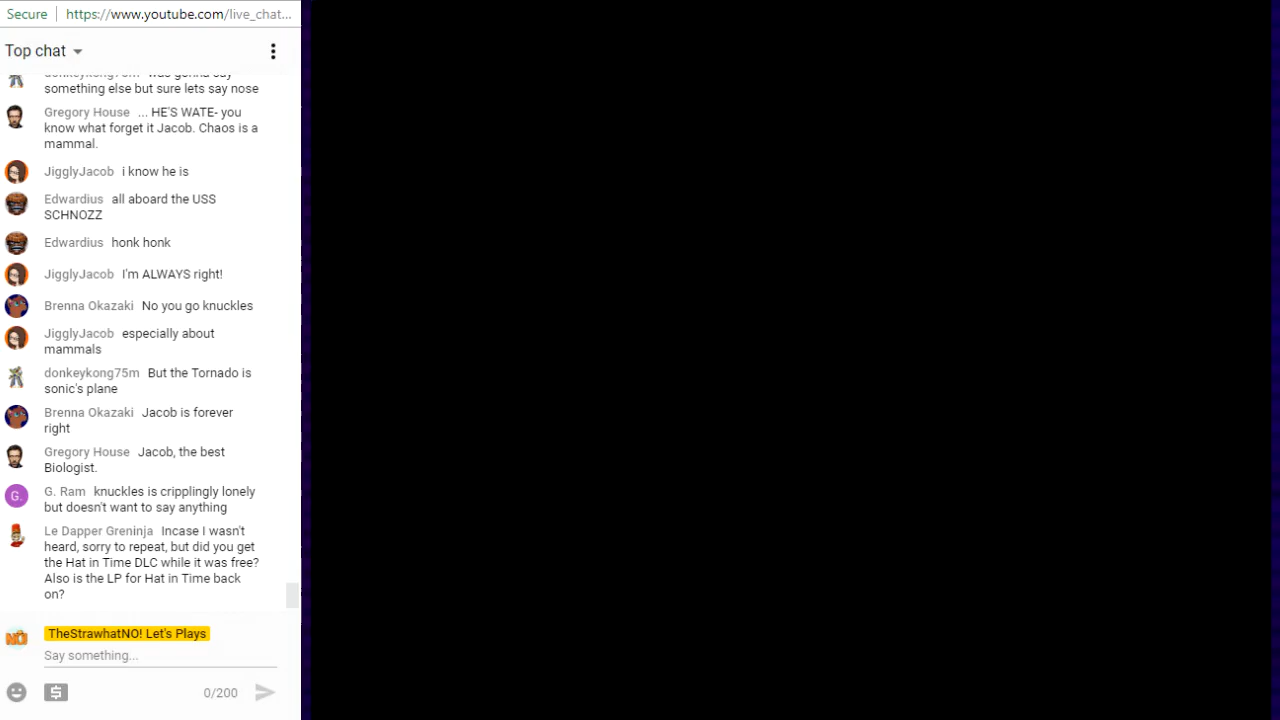 Secure https://www.youtube.com/live_chat...
Top chat
donkeykong75m was gonna say
something else but sure lets say nose
Gregory House ... HE'S WATE- you
know what forget it Jacob. Chaos is a
mammal.
JigglyJacob i know he is
Edwardius all aboard the USS
SCHNOZZ
Edwardius honk honk
JigglyJacob I'm ALWAYS right!
Brenna Okazaki No you go knuckles
JigglyJacob especially about
mammals
donkeykong75m But the Tornado is
sonic's plane
Brenna Okazaki Jacob is forever
right
Gregory House Jacob, the best
Biologist.
G. G. Ram knuckles is cripplingly lonely
but doesn't want to say anything
Le Dapper Greninja Incase I wasn't
heard, sorry to repeat, but did you get
the Hat in Time DLC while it was free?
Also is the LP for Hat in Time back
on?
NO TheStrawhatNO! Let's Plays
Say something...
$ 0/200